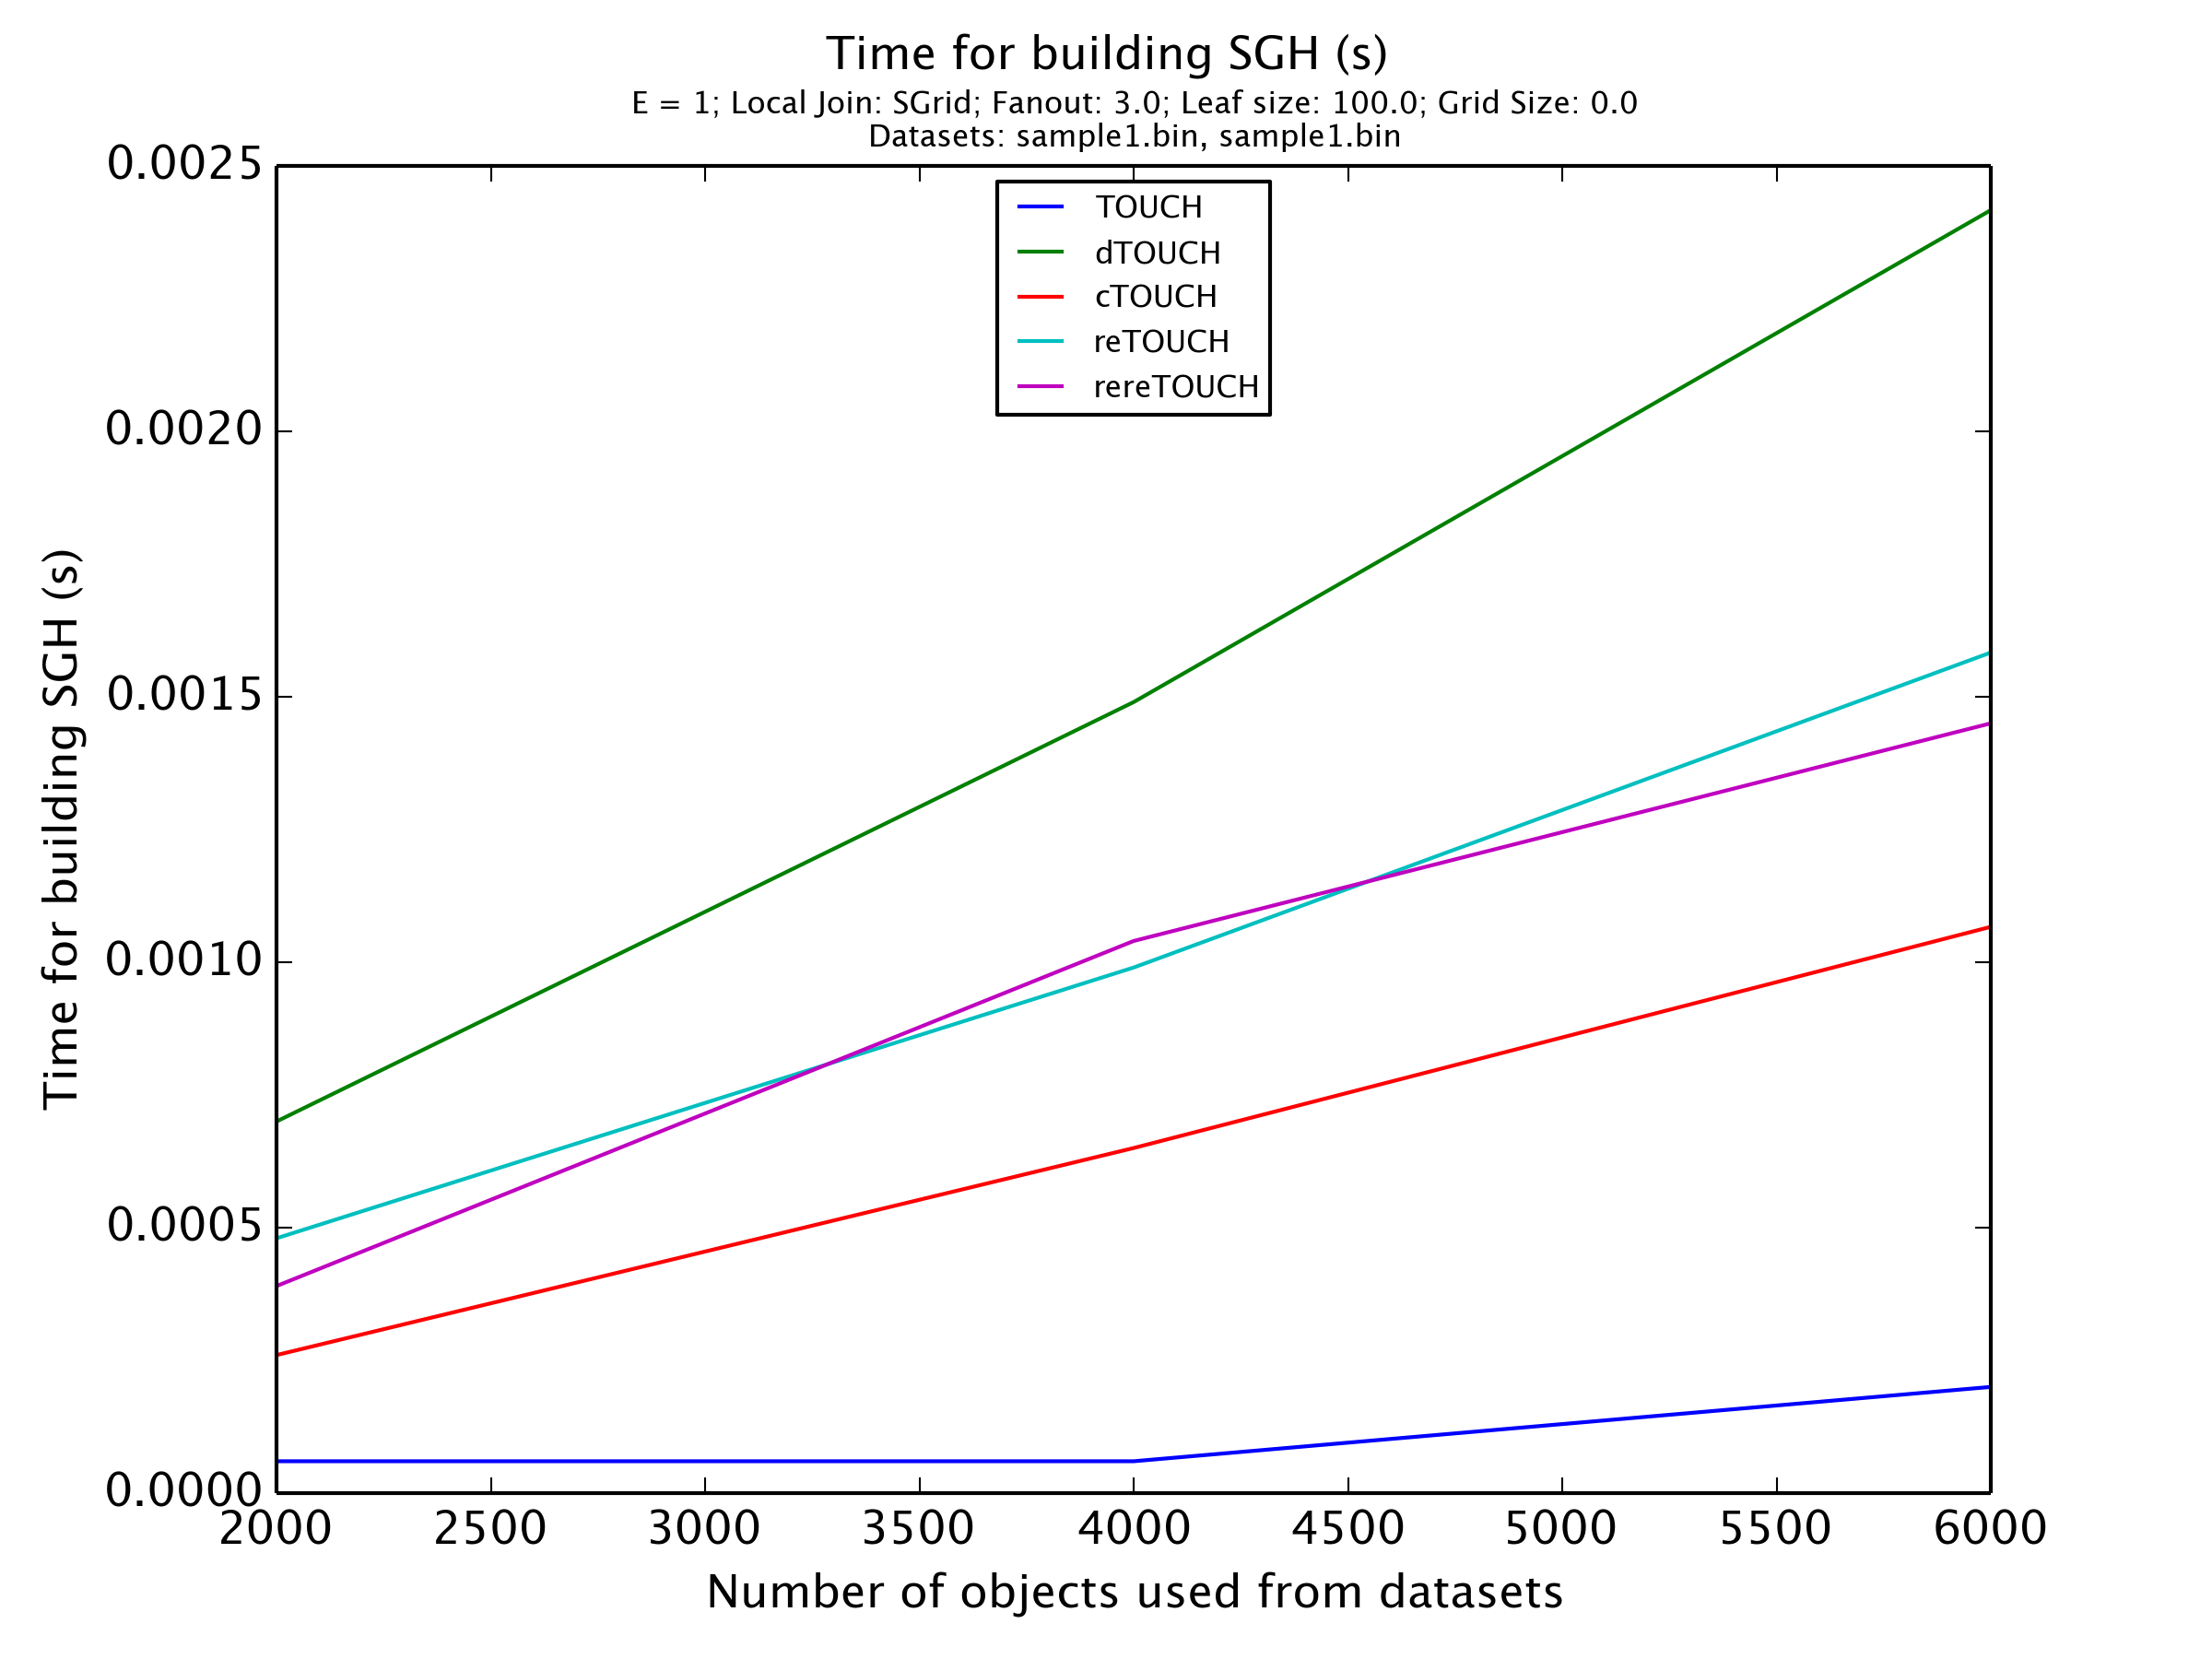 Time for building SGH (s)
E = 1; Local Join: SGrid; Fanout: 3.0; Leaf size: 100.0; Grid Size: 0.0
Datasets: sample1.bin, sample1.bin
TOUCH
dTOUCH
cTOUCH
reTOUCH
rereTOUCH
Time for building SGH (s)
0.0025
0.0020
0.0015
0.0010
0.0005
0.0000
2000 2500 3000 3500 4000 4500 5000 5500 6000
Number of objects used from datasets